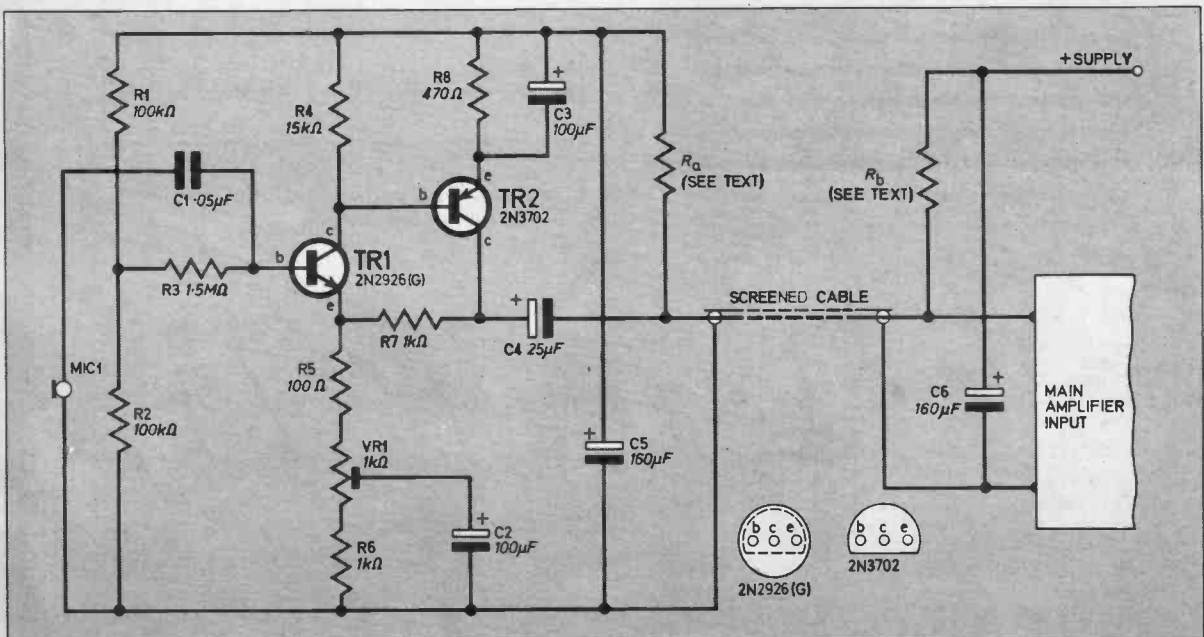 +SUPPLY
R1
100kΩ
R4
15kΩ
R8
470Ω
+
C3
100µF
Ra
(SEE TEXT)
Rb
(SEE TEXT)
C1 ·05µF
b
e
c
TR2
2N3702
c
b
TR1
2N2926(G)
e
R3 1·5MΩ
SCREENED CABLE
R7 1kΩ
+
C4 25µF
MIC1
R5
100Ω
R2
100kΩ
VR1
1kΩ
+
C5
160µF
C6
160µF
+
MAIN
AMPLIFIER
INPUT
+
C2
100µF
R6
1kΩ
b c e
2N2926(G)
b c e
2N3702